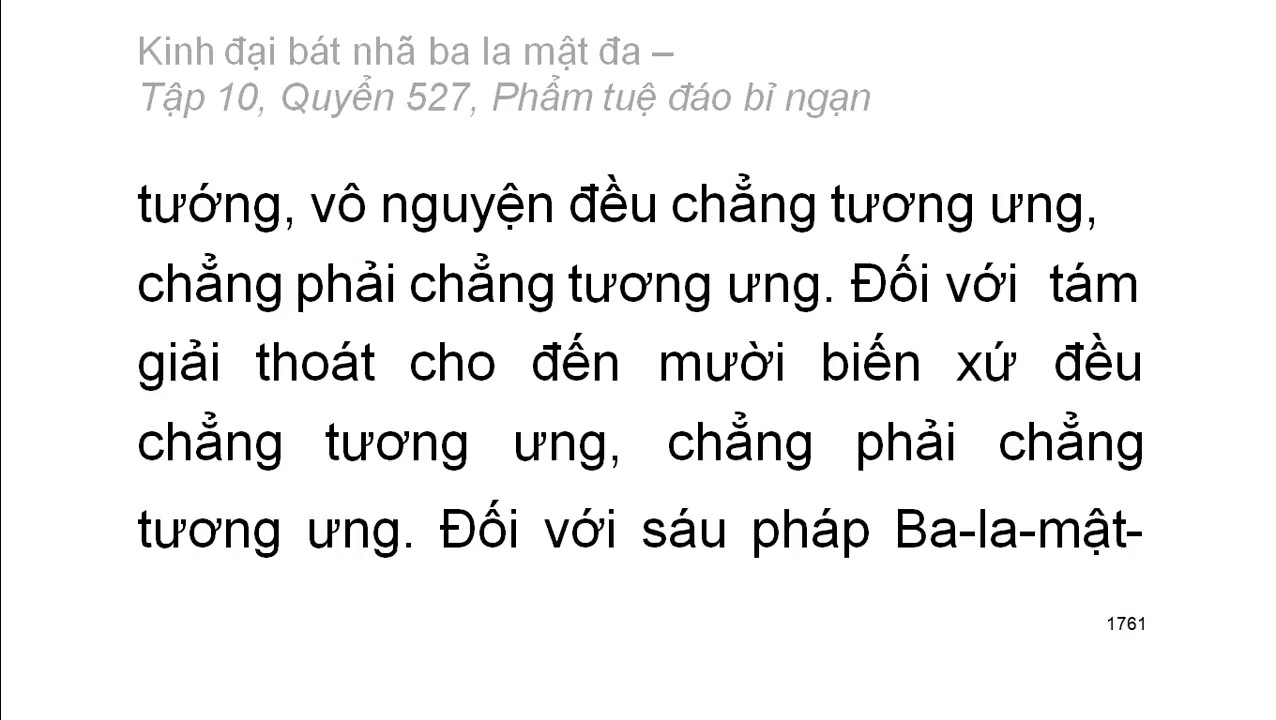 Kinh đại bát nhã ba la mật đa –
Tập 10, Quyển 527, Phẩm tuệ đáo bỉ ngạn
tướng, vô nguyện đều chẳng tương ưng,
chẳng phải chẳng tương ưng. Đối với tám
giải thoát cho đến mười biến xứ đều
chẳng tương ưng, chẳng phải chẳng
tương ưng. Đối với sáu pháp Ba-la-mật-
1761